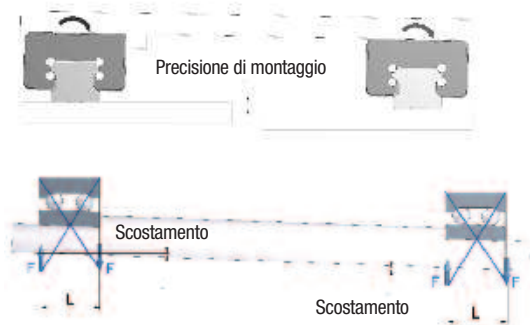 Precisione di montaggio
Scostamento
F F
L
F F
L
Scostamento